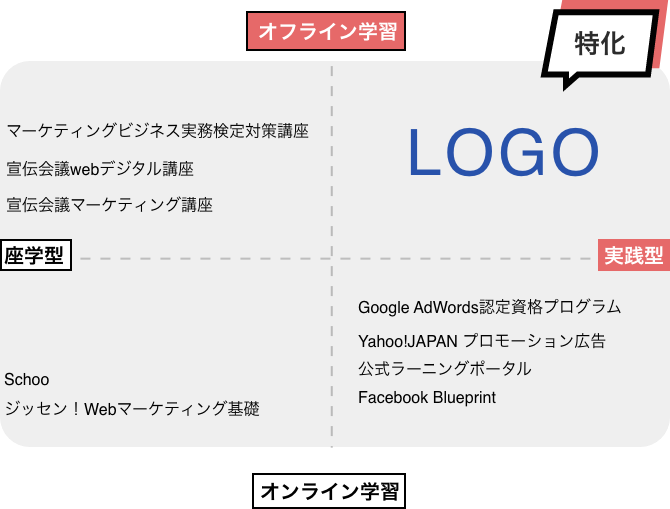 オフライン学習
特化
マーケティングビジネス実務検定対策講座
宣伝会議webデジタル講座
宣伝会議マーケティング講座
LOGO
座学型
実践型
Google AdWords認定資格プログラム
Yahoo!JAPAN プロモーション広告
公式ラーニングポータル
Facebook Blueprint
Schoo
ジッセン！Webマーケティング基礎
オンライン学習